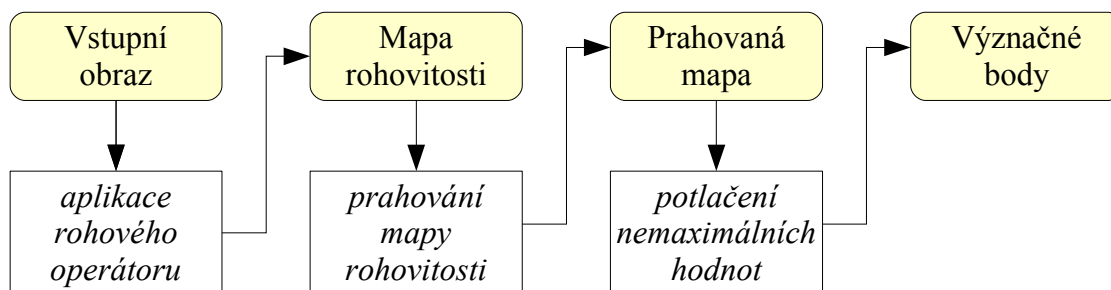 Vstupní
obraz
Mapa
rohovitosti
Prahovaná
mapa
Význačné
body
aplikace
rohového
operátoru
prahování
mapy
rohovitosti
potlačení
nemaximálních
hodnot